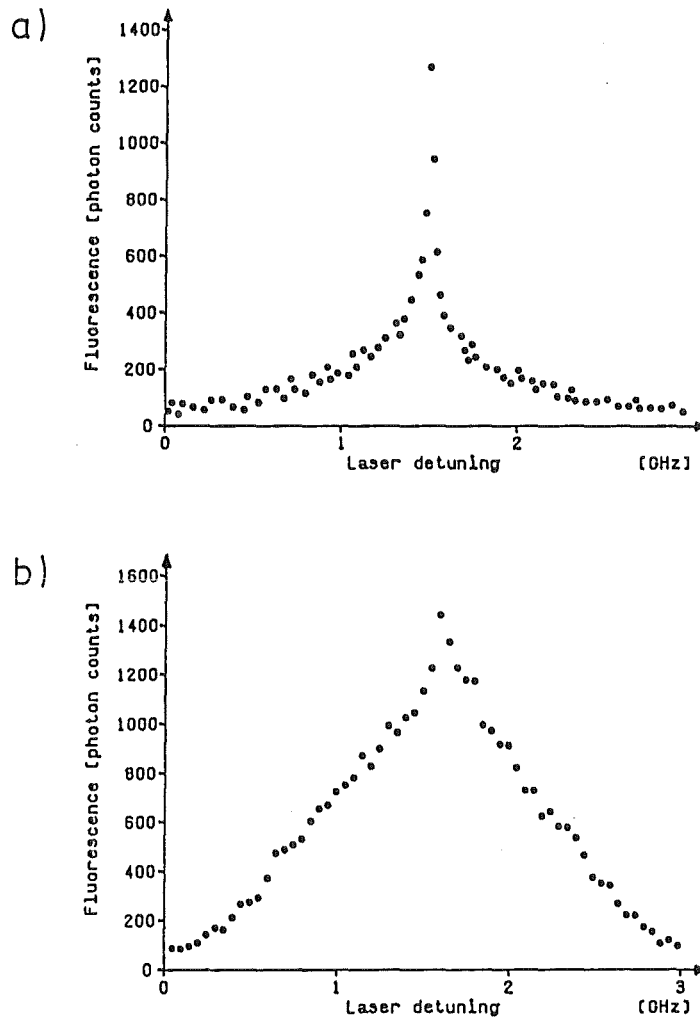 a)
1400
1200
1000
800
600
400
200
0
Fluorescence [photon counts]
0 1 2
Laser detuning [GHz]
b)
1600
1400
1200
1000
800
600
400
200
0
Fluorescence [photon counts]
0 1 2 3
Laser detuning [GHz]